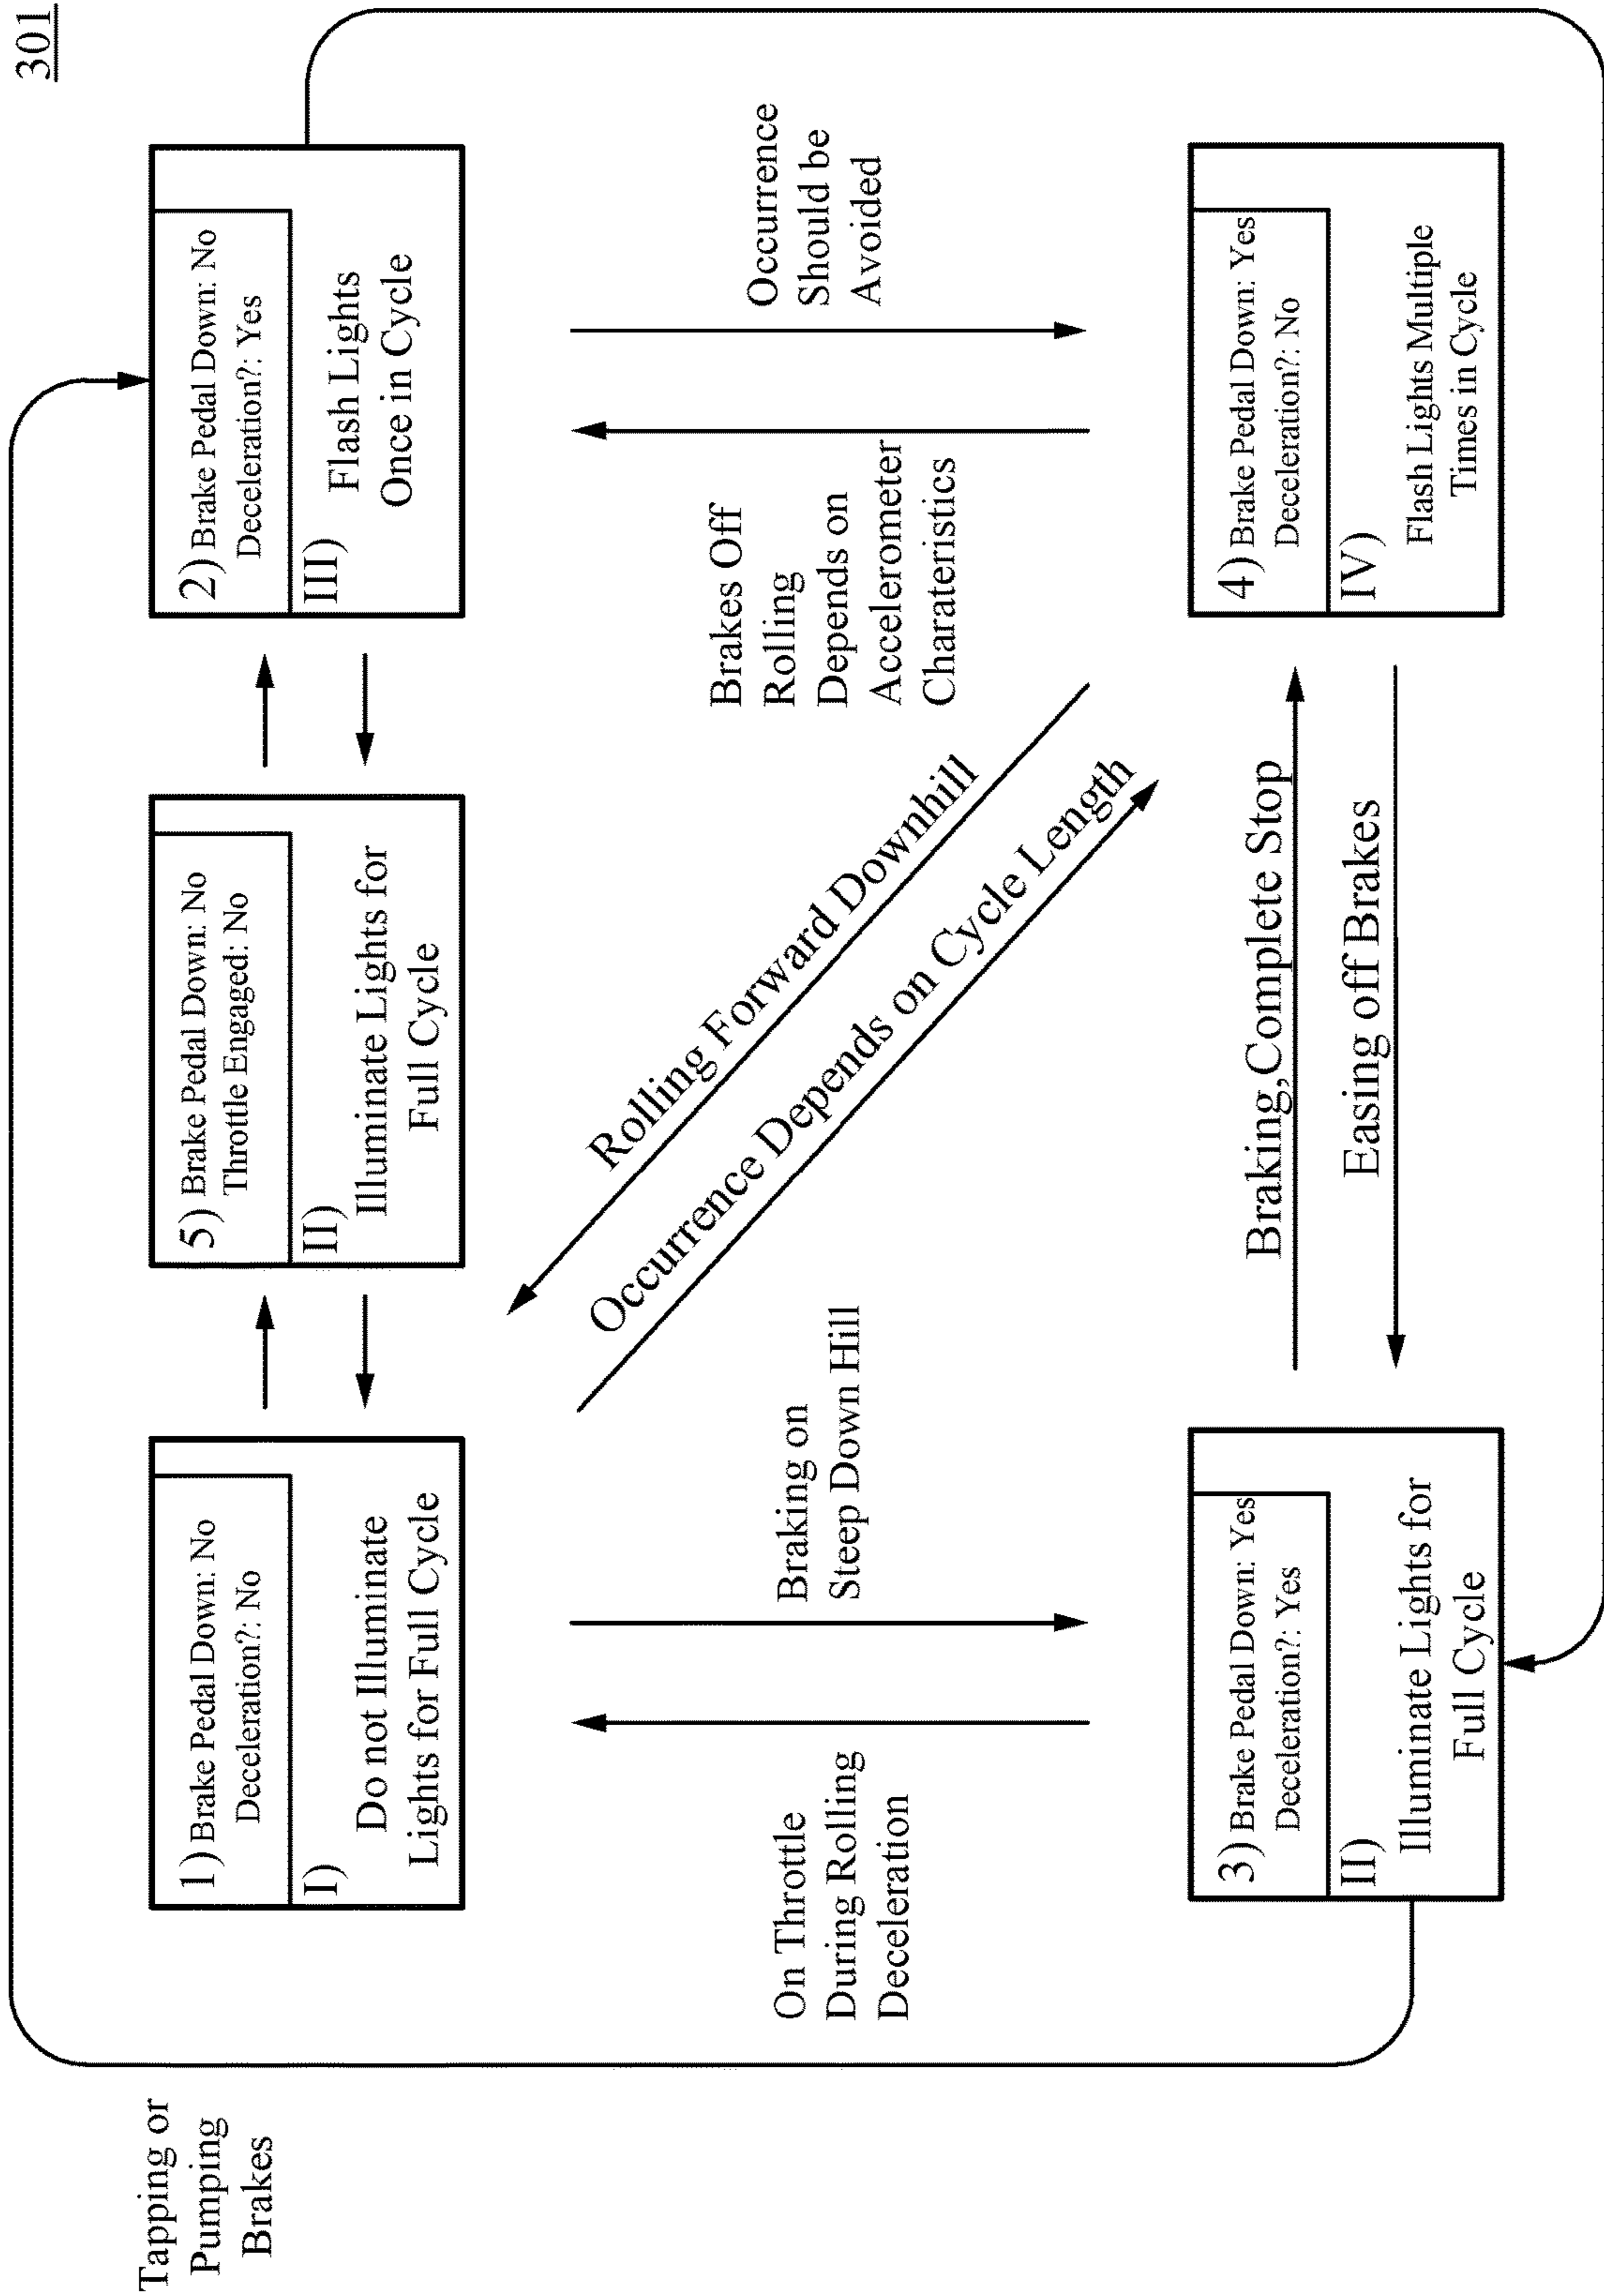 301
Tapping or
Pumping
Brakes
1) Brake Pedal Down: No
Deceleration?: No
I)
Do not Illuminate
Lights for Full Cycle
5) Brake Pedal Down: No
Throttle Engaged: No
II)
Illuminate Lights for
Full Cycle
2) Brake Pedal Down: No
Deceleration?: Yes
III)
Flash Lights
Once in Cycle
On Throttle
During Rolling
Deceleration
Braking on
Steep Down Hill
Rolling Forward Downhill
Occurrence Depends on Cycle Length
Brakes Off
Rolling
Depends on
Accelerometer
Charateristics
Occurrence
Should be
Avoided
Braking,Complete Stop
Easing off Brakes
3) Brake Pedal Down: Yes
Deceleration?: Yes
II)
Illuminate Lights for
Full Cycle
4) Brake Pedal Down: Yes
Deceleration?: No
IV)
Flash Lights Multiple
Times in Cycle